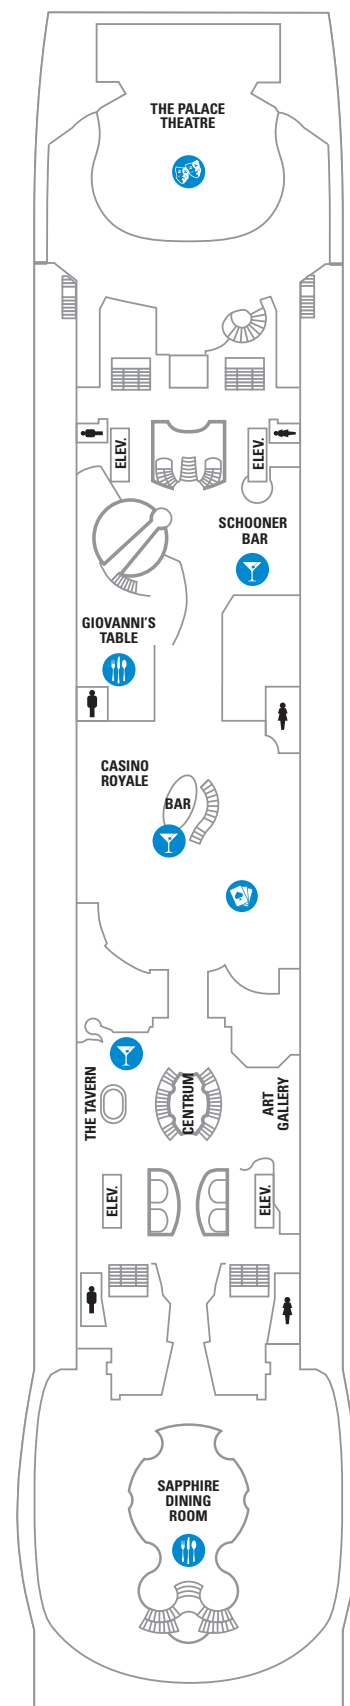 THE PALACE
THEATRE
ELEV.
ELEV.
SCHOONER
BAR
GIOVANNI'S
TABLE
CASINO
ROYALE
BAR
THE TAVERN
CENTRUM
ART
GALLERY
ELEV.
ELEV.
SAPPHIRE
DINING
ROOM